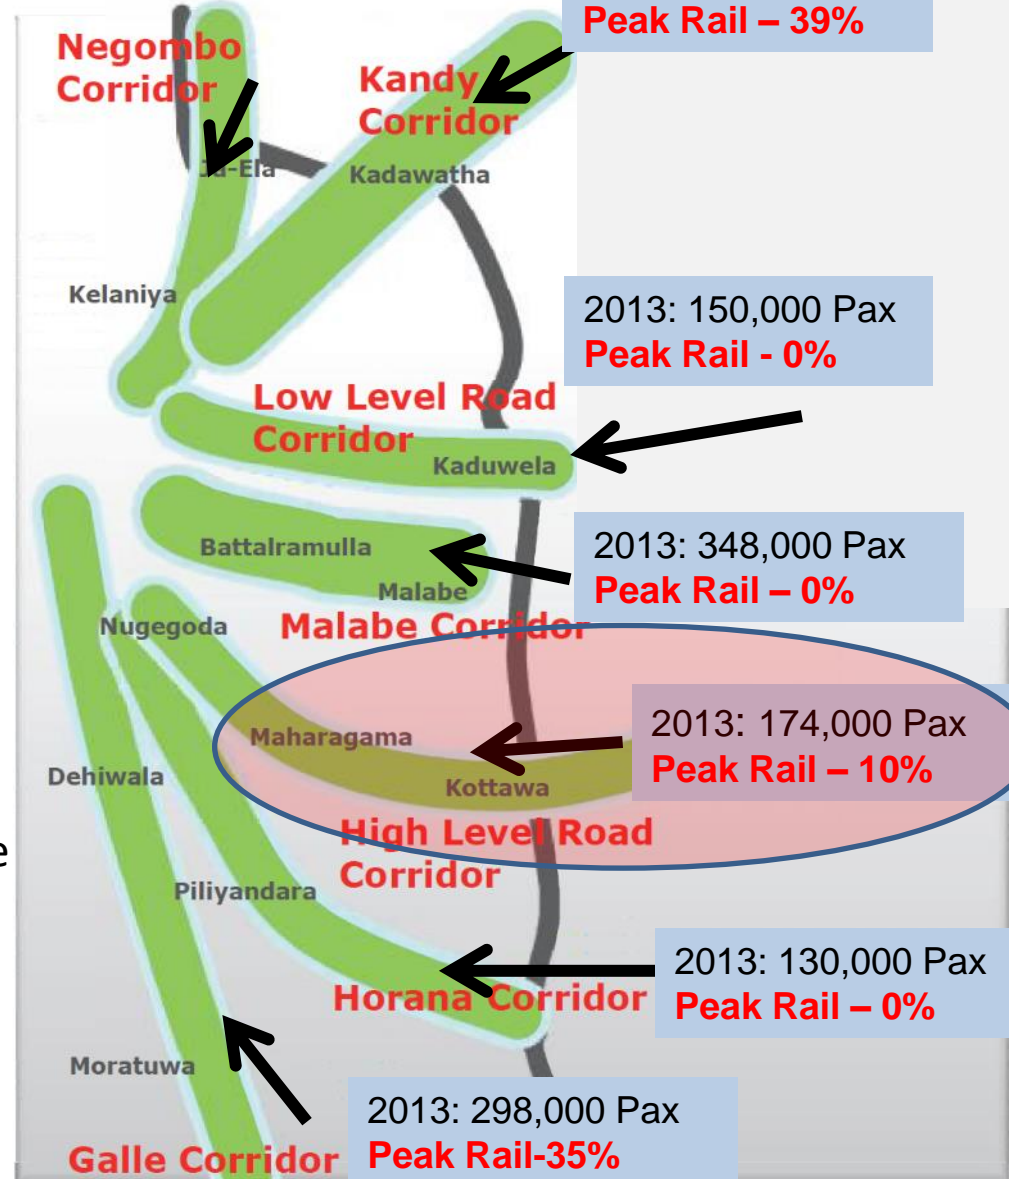 Peak Rail – 39%
Negombo
Corridor
Kandy
Corridor
Ja-Ela
Kadawatha
Kelaniya
2013: 150,000 Pax
Peak Rail - 0%
Low Level Road
Corridor
Kaduwela
2013: 348,000 Pax
Peak Rail – 0%
Battalramulla
Malabe
Nugegoda
Malabe Corridor
2013: 174,000 Pax
Peak Rail – 10%
Maharagama
Dehiwala
Kottawa
High Level Road
Corridor
e
Piliyandara
2013: 130,000 Pax
Peak Rail – 0%
Horana Corridor
Moratuwa
2013: 298,000 Pax
Peak Rail-35%
Galle Corridor